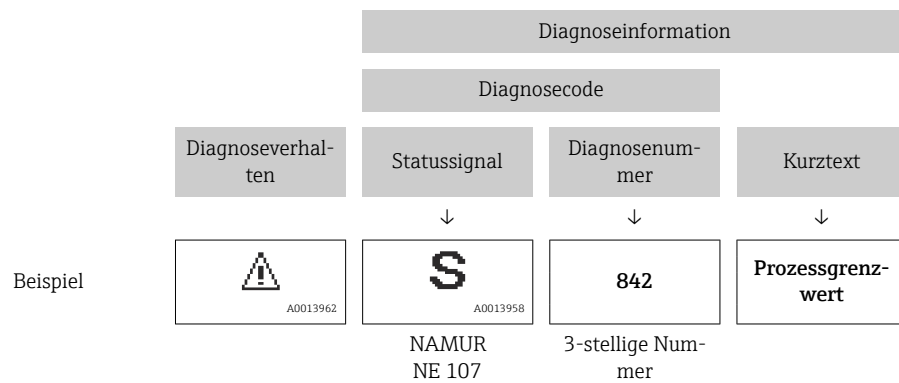 Diagnoseinformation
Diagnosecode
Diagnoseverhal-
ten
Statussignal
Diagnosenum-
mer
Kurztext
↓ ↓ ↓
Beispiel
A0013962
S
A0013958
842
Prozessgrenz-
wert
NAMUR
NE 107
3-stellige Num-
mer